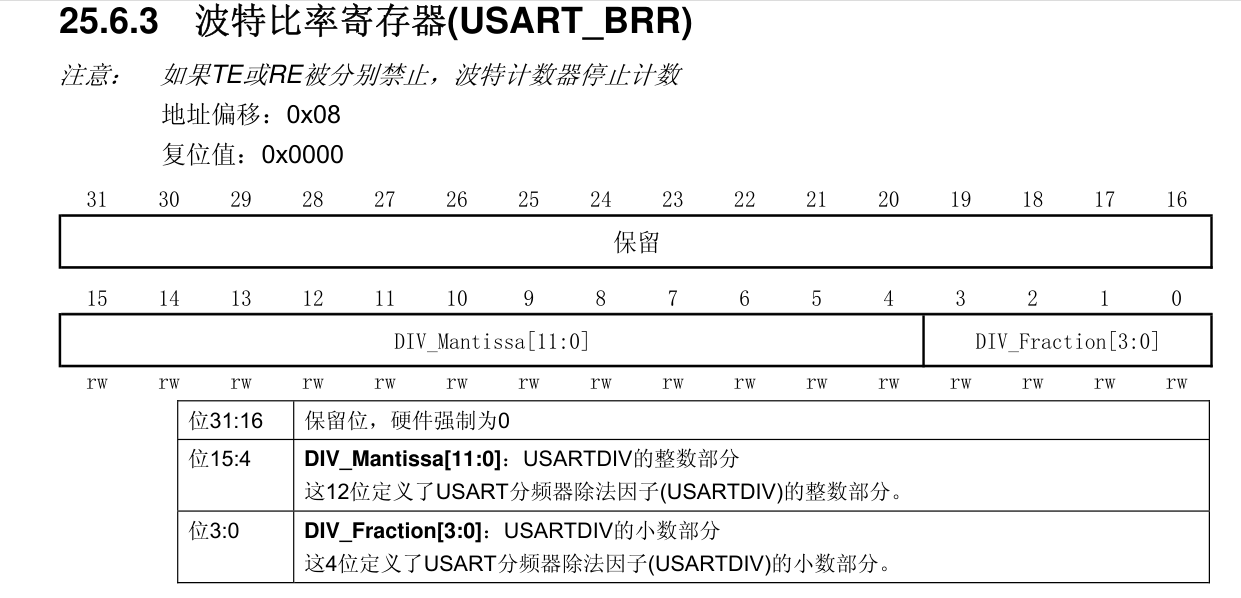 25.6.3 波特比率寄存器(USART_BRR)
注意： 如果TE或RE被分别禁止，波特计数器停止计数
地址偏移：0x08
复位值：0x0000
31 30 29 28 27 26 25 24 23 22 21 20 19 18 17 16
保留
15 14 13 12 11 10 9 8 7 6 5 4 3 2 1 0
DIV_Mantissa[11:0] DIV_Fraction[3:0]
rw rw rw rw rw rw rw rw rw rw rw rw rw rw rw rw
位31:16 保留位，硬件强制为0
位15:4 DIV_Mantissa[11:0]：USARTDIV的整数部分
这12位定义了USART分频器除法因子(USARTDIV)的整数部分。
位3:0 DIV_Fraction[3:0]：USARTDIV的小数部分
这4位定义了USART分频器除法因子(USARTDIV)的小数部分。